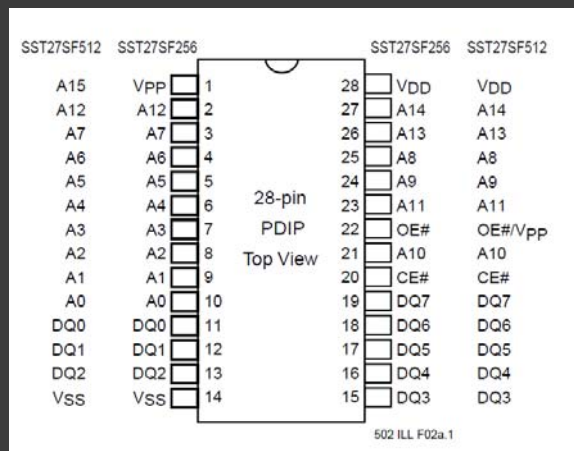 SST27SF512 SST27SF256 SST27SF256 SST27SF512
A15 VPP 1 28 VDD VDD
A12 A12 2 27 A14 A14
A7 A7 3 26 A13 A13
A6 A6 4 25 A8 A8
A5 A5 5 24 A9 A9
A4 A4 6 28-pin 23 A11 A11
A3 A3 7 PDIP 22 OE# OE#/VPP
A2 A2 8 Top View 21 A10 A10
A1 A1 9 20 CE# CE#
A0 A0 10 19 DQ7 DQ7
DQ0 DQ0 11 18 DQ6 DQ6
DQ1 DQ1 12 17 DQ5 DQ5
DQ2 DQ2 13 16 DQ4 DQ4
VSS VSS 14 15 DQ3 DQ3
502 ILL F02a.1